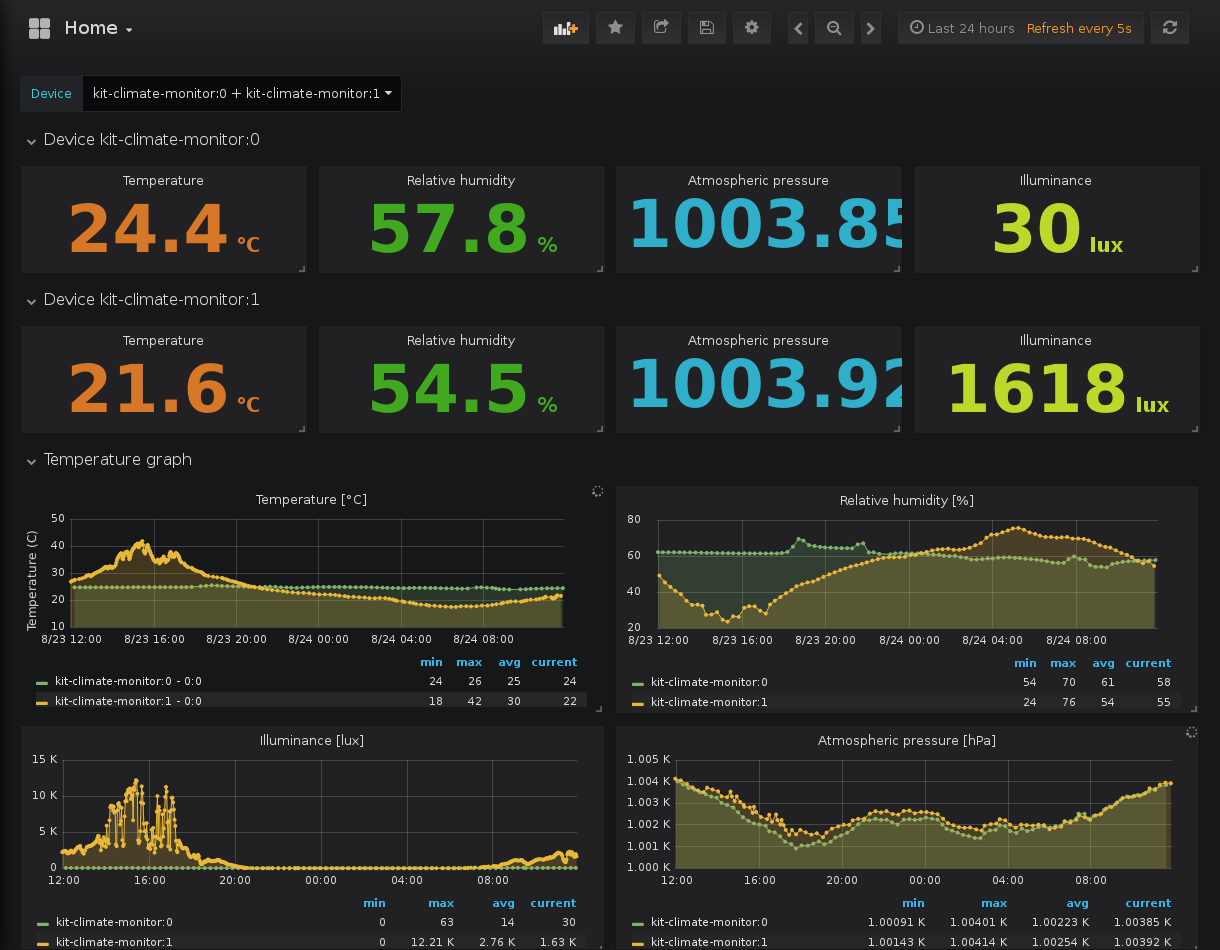 Home
Last 24 hours Refresh every 5s
Device kit-climate-monitor:0 + kit-climate-monitor:1
Device kit-climate-monitor:0
Temperature Relative humidity Atmospheric pressure Illuminance
24.4 °C 57.8 % 1003.85 30 lux
Device kit-climate-monitor:1
Temperature Relative humidity Atmospheric pressure Illuminance
21.6 °C 54.5 % 1003.92 1618 lux
Temperature graph
Temperature [°C]
Temperature (C)
50
40
30
20
10
8/23 12:00 8/23 16:00 8/23 20:00 8/24 00:00 8/24 04:00 8/24 08:00
min max avg current
kit-climate-monitor:0 - 0:0 24 26 25 24
kit-climate-monitor:1 - 0:0 18 42 30 22
Relative humidity [%]
80
60
40
20
8/23 12:00 8/23 16:00 8/23 20:00 8/24 00:00 8/24 04:00 8/24 08:00
min max avg current
kit-climate-monitor:0 54 70 61 58
kit-climate-monitor:1 24 76 54 55
Illuminance [lux]
15 K
10 K
5 K
0
12:00 16:00 20:00 00:00 04:00 08:00
min max avg current
kit-climate-monitor:0 0 63 14 30
kit-climate-monitor:1 0 12.21 K 2.76 K 1.63 K
Atmospheric pressure [hPa]
1.005 K
1.004 K
1.003 K
1.002 K
1.001 K
1.000 K
12:00 16:00 20:00 00:00 04:00 08:00
min max avg current
kit-climate-monitor:0 1.00091 K 1.00401 K 1.00223 K 1.00385 K
kit-climate-monitor:1 1.00143 K 1.00414 K 1.00254 K 1.00392 K